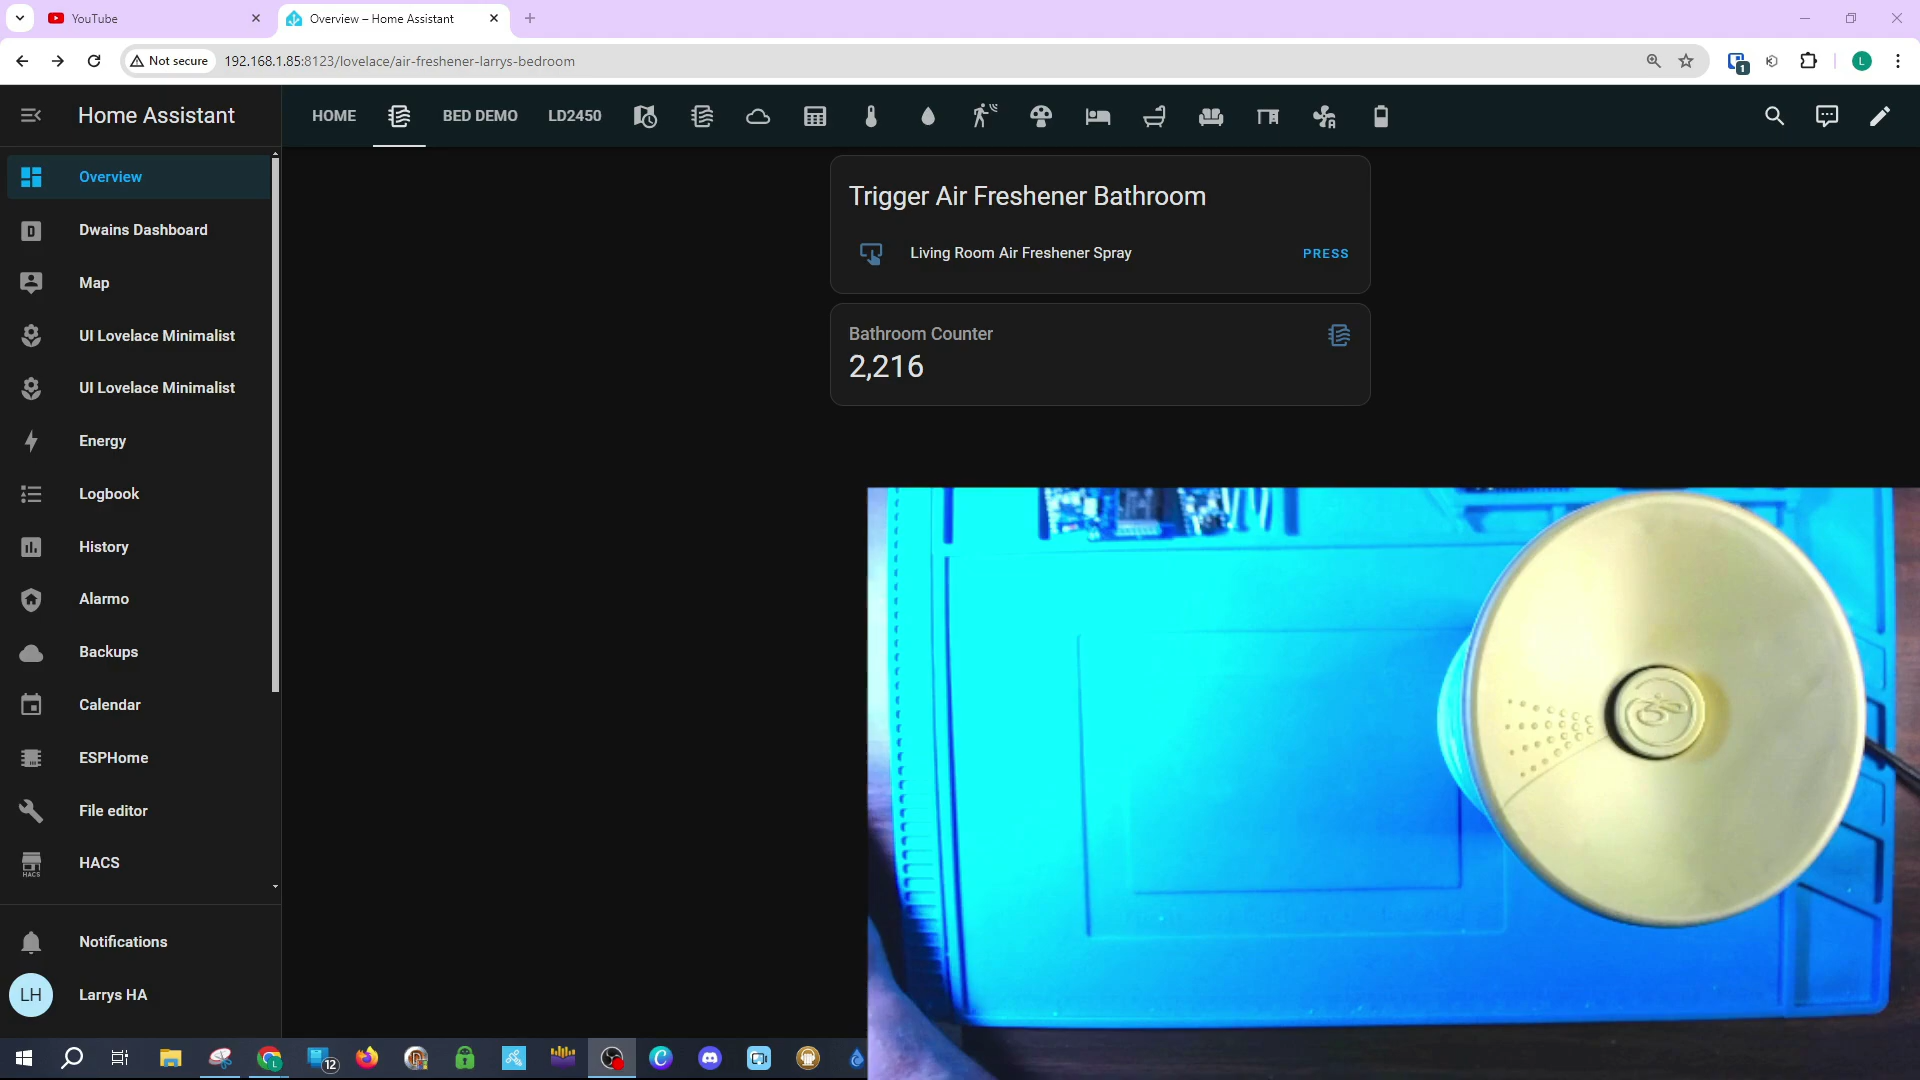 YouTube
Overview – Home Assistant
Not secure
192.168.1.85:8123/lovelace/air-freshener-larrys-bedroom
1
L
Home Assistant
HOME
BED DEMO
LD2450
Overview
Dwains Dashboard
Map
UI Lovelace Minimalist
UI Lovelace Minimalist
Energy
Logbook
History
Alarmo
Backups
Calendar
ESPHome
File editor
HACS
HACS
Notifications
LH
Larrys HA
Trigger Air Freshener Bathroom
Living Room Air Freshener Spray
PRESS
Bathroom Counter
2,216
12